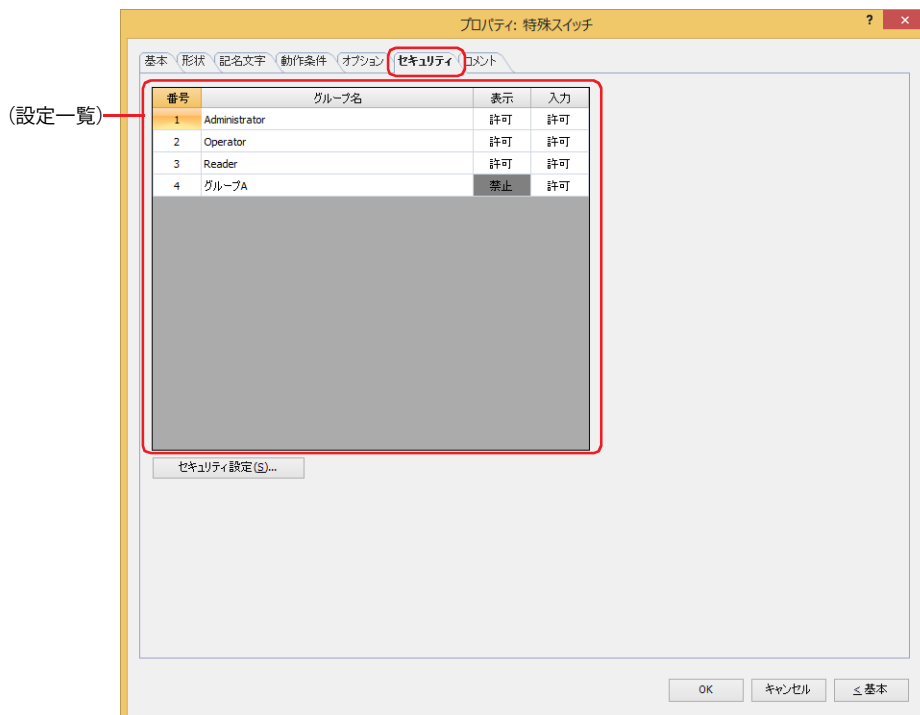 プロパティ: 特殊スイッチ
? ×
基本 形状 記名文字 動作条件 オプション セキュリティ コメント
(設定一覧)
番号 グループ名 表示 入力
1 Administrator 許可 許可
2 Operator 許可 許可
3 Reader 許可 許可
4 グループA 禁止 許可
セキュリティ設定(S)...
OK キャンセル <基本